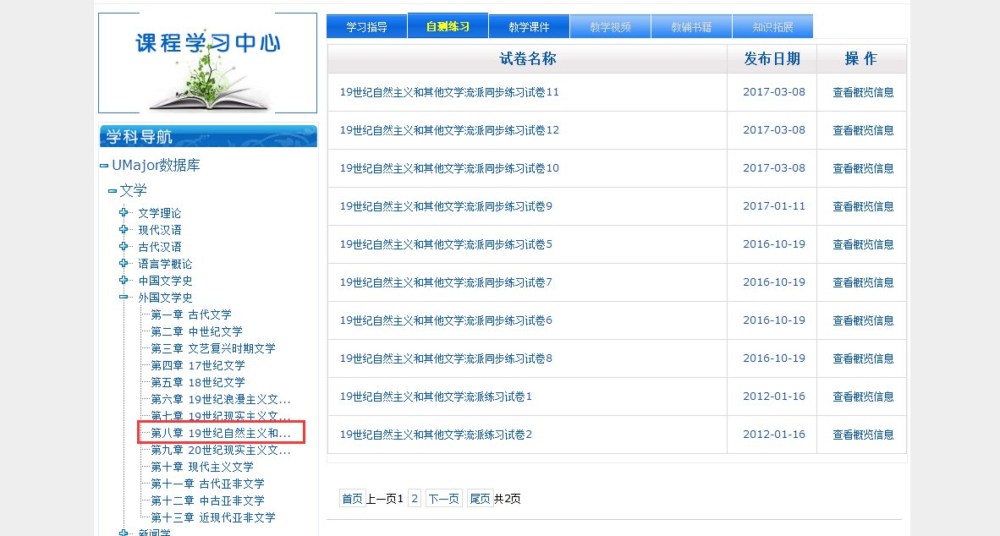 课程学习中心
学科导航
UMajor数据库
文学
文学理论
现代汉语
古代汉语
语言学概论
中国文学史
外国文学史
第一章 古代文学
第二章 中世纪文学
第三章 文艺复兴时期文学
第四章 17世纪文学
第五章 18世纪文学
第六章 19世纪浪漫主义文...
第七章 19世纪现实主义文...
第八章 19世纪自然主义和...
第九章 20世纪现实主义文...
第十章 现代主义文学
第十一章 古代亚非文学
第十二章 中古亚非文学
第十三章 近现代亚非文学
新闻学
学习指导 自测练习 教学课件 教学视频 教辅书籍 知识拓展
试卷名称 发布日期 操 作
19世纪自然主义和其他文学流派同步练习试卷11 2017-03-08 查看概览信息
19世纪自然主义和其他文学流派同步练习试卷12 2017-03-08 查看概览信息
19世纪自然主义和其他文学流派同步练习试卷10 2017-03-08 查看概览信息
19世纪自然主义和其他文学流派同步练习试卷9 2017-01-11 查看概览信息
19世纪自然主义和其他文学流派同步练习试卷5 2016-10-19 查看概览信息
19世纪自然主义和其他文学流派同步练习试卷7 2016-10-19 查看概览信息
19世纪自然主义和其他文学流派同步练习试卷6 2016-10-19 查看概览信息
19世纪自然主义和其他文学流派同步练习试卷8 2016-10-19 查看概览信息
19世纪自然主义和其他文学流派练习试卷1 2012-01-16 查看概览信息
19世纪自然主义和其他文学流派练习试卷2 2012-01-16 查看概览信息
首页 上一页1 2 下一页 尾页 共2页